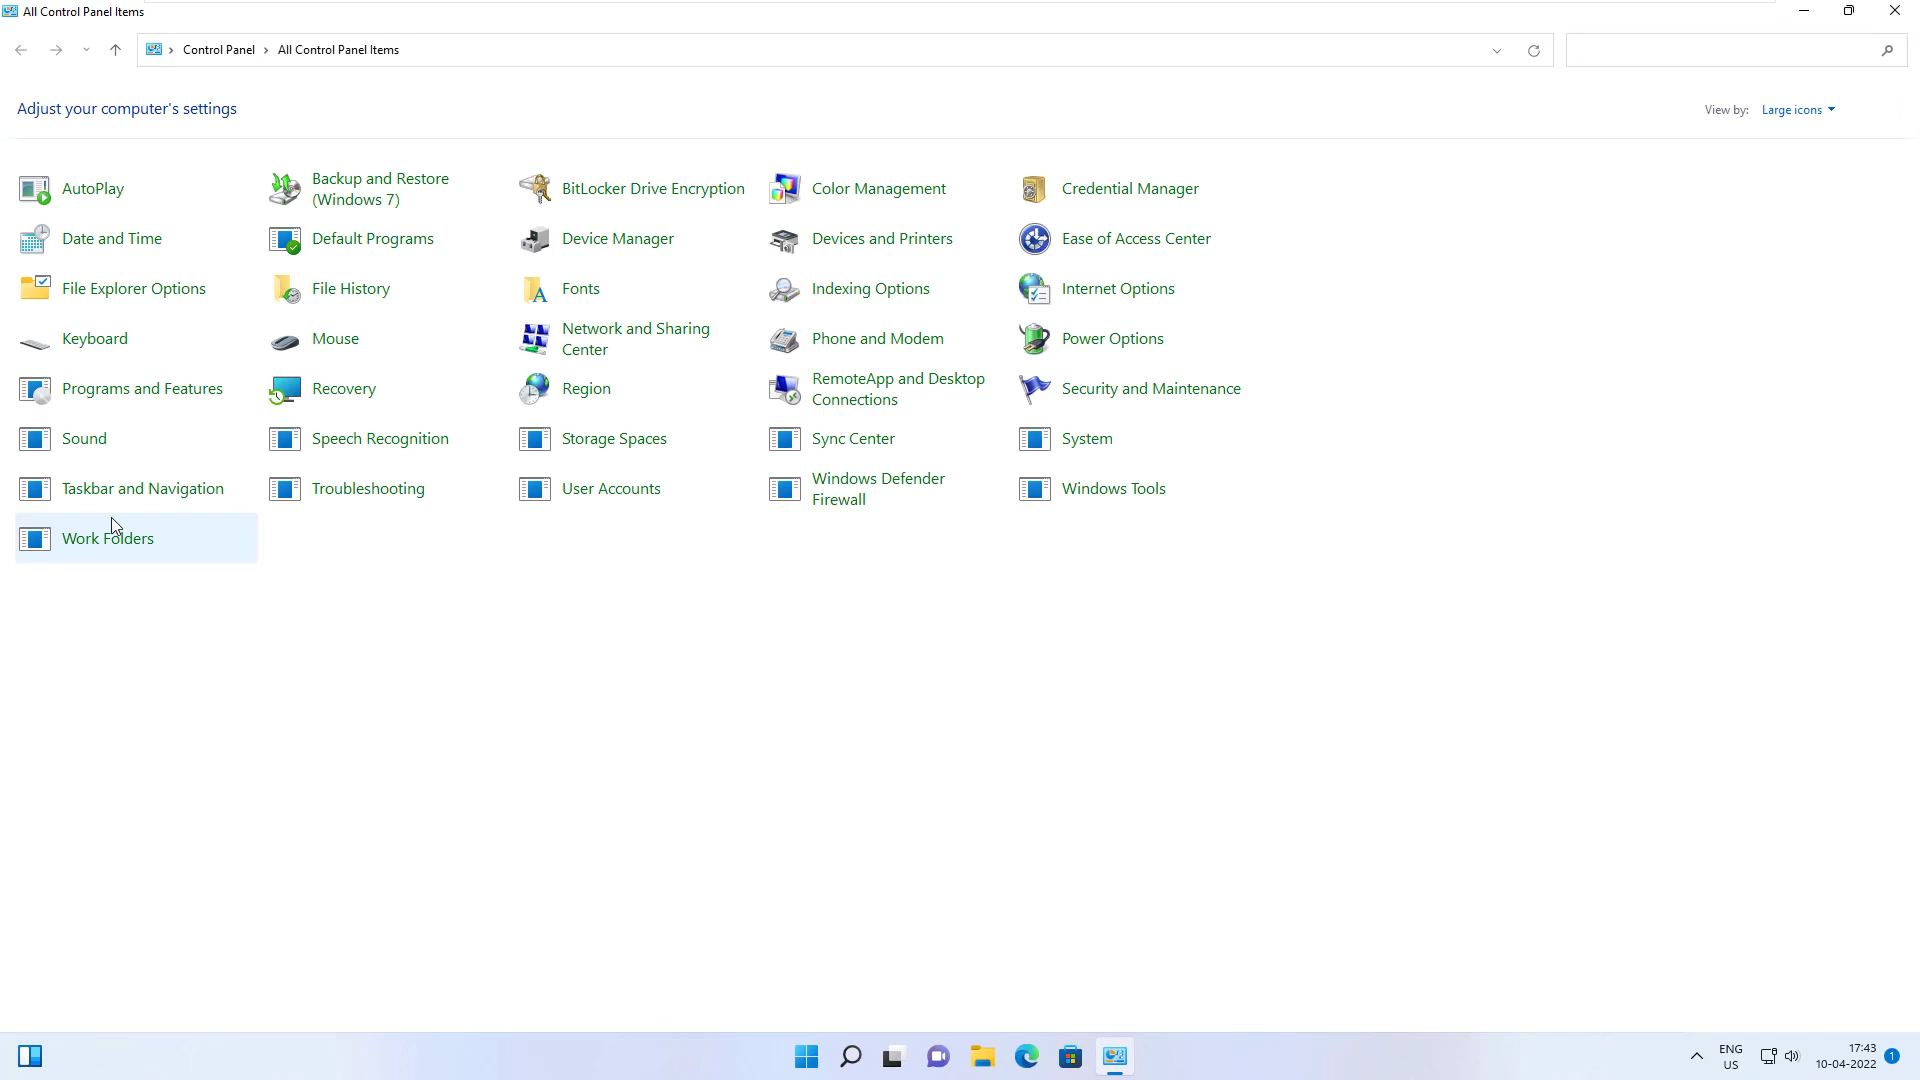 All Control Panel Items
Control Panel > All Control Panel Items
Adjust your computer's settings
View by: Large icons
AutoPlay
Backup and Restore
(Windows 7)
BitLocker Drive Encryption
Color Management
Credential Manager
Date and Time
Default Programs
Device Manager
Devices and Printers
Ease of Access Center
File Explorer Options
File History
Fonts
Indexing Options
Internet Options
Keyboard
Mouse
Network and Sharing
Center
Phone and Modem
Power Options
Programs and Features
Recovery
Region
RemoteApp and Desktop
Connections
Security and Maintenance
Sound
Speech Recognition
Storage Spaces
Sync Center
System
Taskbar and Navigation
Troubleshooting
User Accounts
Windows Defender
Firewall
Windows Tools
Work Folders
ENG
US
17:43
10-04-2022
1